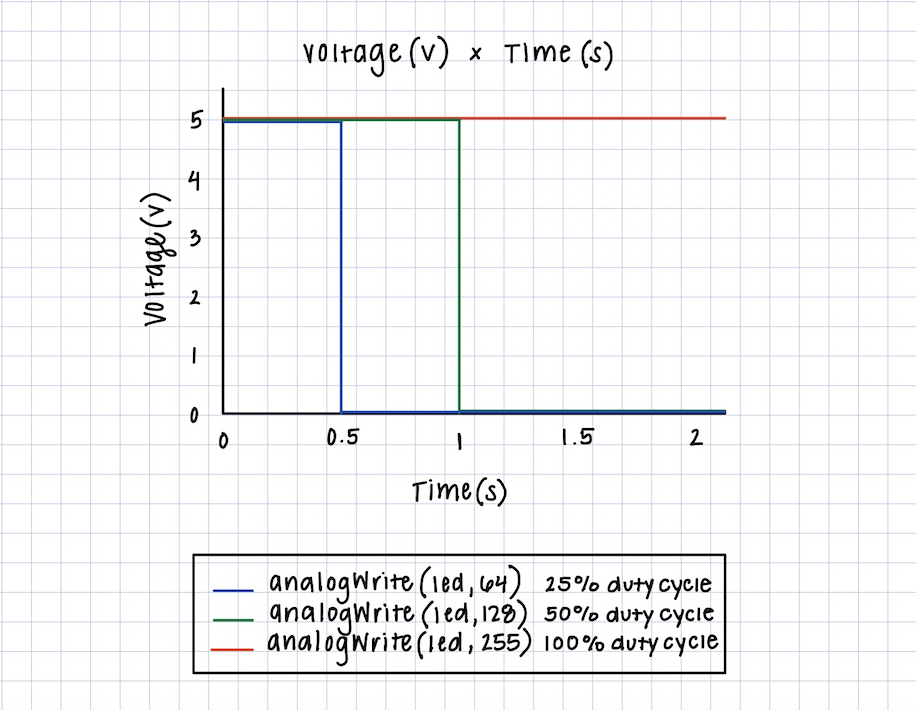 Voltage (V) x Time (s)
5
4
3
2
1
0
Voltage (V)
0 0.5 1 1.5 2
Time (s)
analogWrite (led, 64) 25% duty cycle
analogWrite (led, 128) 50% duty cycle
analogWrite (led, 255) 100% duty cycle